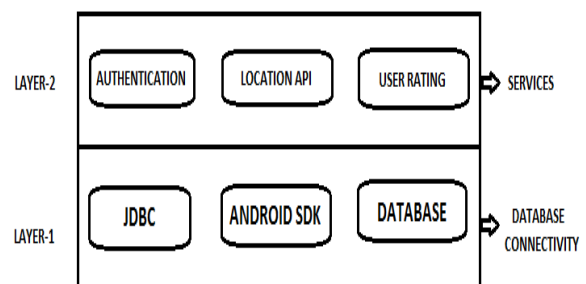 LAYER-2
AUTHENTICATION
LOCATION API
USER RATING
SERVICES
LAYER-1
JDBC
ANDROID SDK
DATABASE
DATABASE
CONNECTIVITY